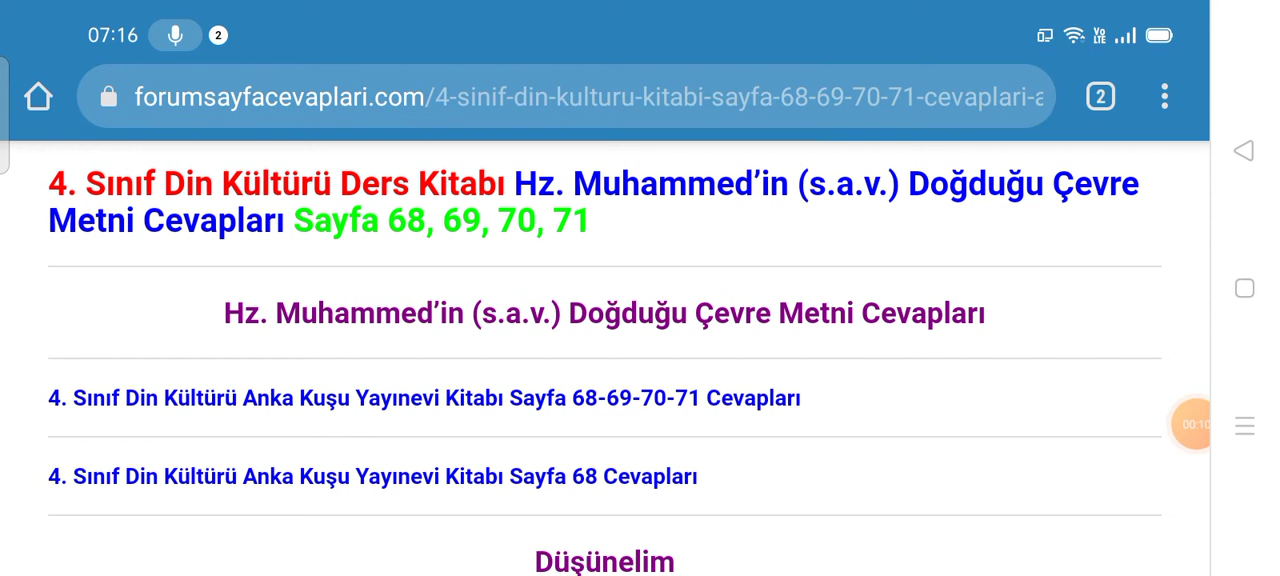 07:16 2
forumsayfacevaplari.com/4-sinif-din-kulturu-kitabi-sayfa-68-69-70-71-cevaplari-a
2
4. Sınıf Din Kültürü Ders Kitabı Hz. Muhammed’in (s.a.v.) Doğduğu Çevre
Metni Cevapları Sayfa 68, 69, 70, 71
Hz. Muhammed’in (s.a.v.) Doğduğu Çevre Metni Cevapları
4. Sınıf Din Kültürü Anka Kuşu Yayınevi Kitabı Sayfa 68-69-70-71 Cevapları
00:10
4. Sınıf Din Kültürü Anka Kuşu Yayınevi Kitabı Sayfa 68 Cevapları
Düşünelim